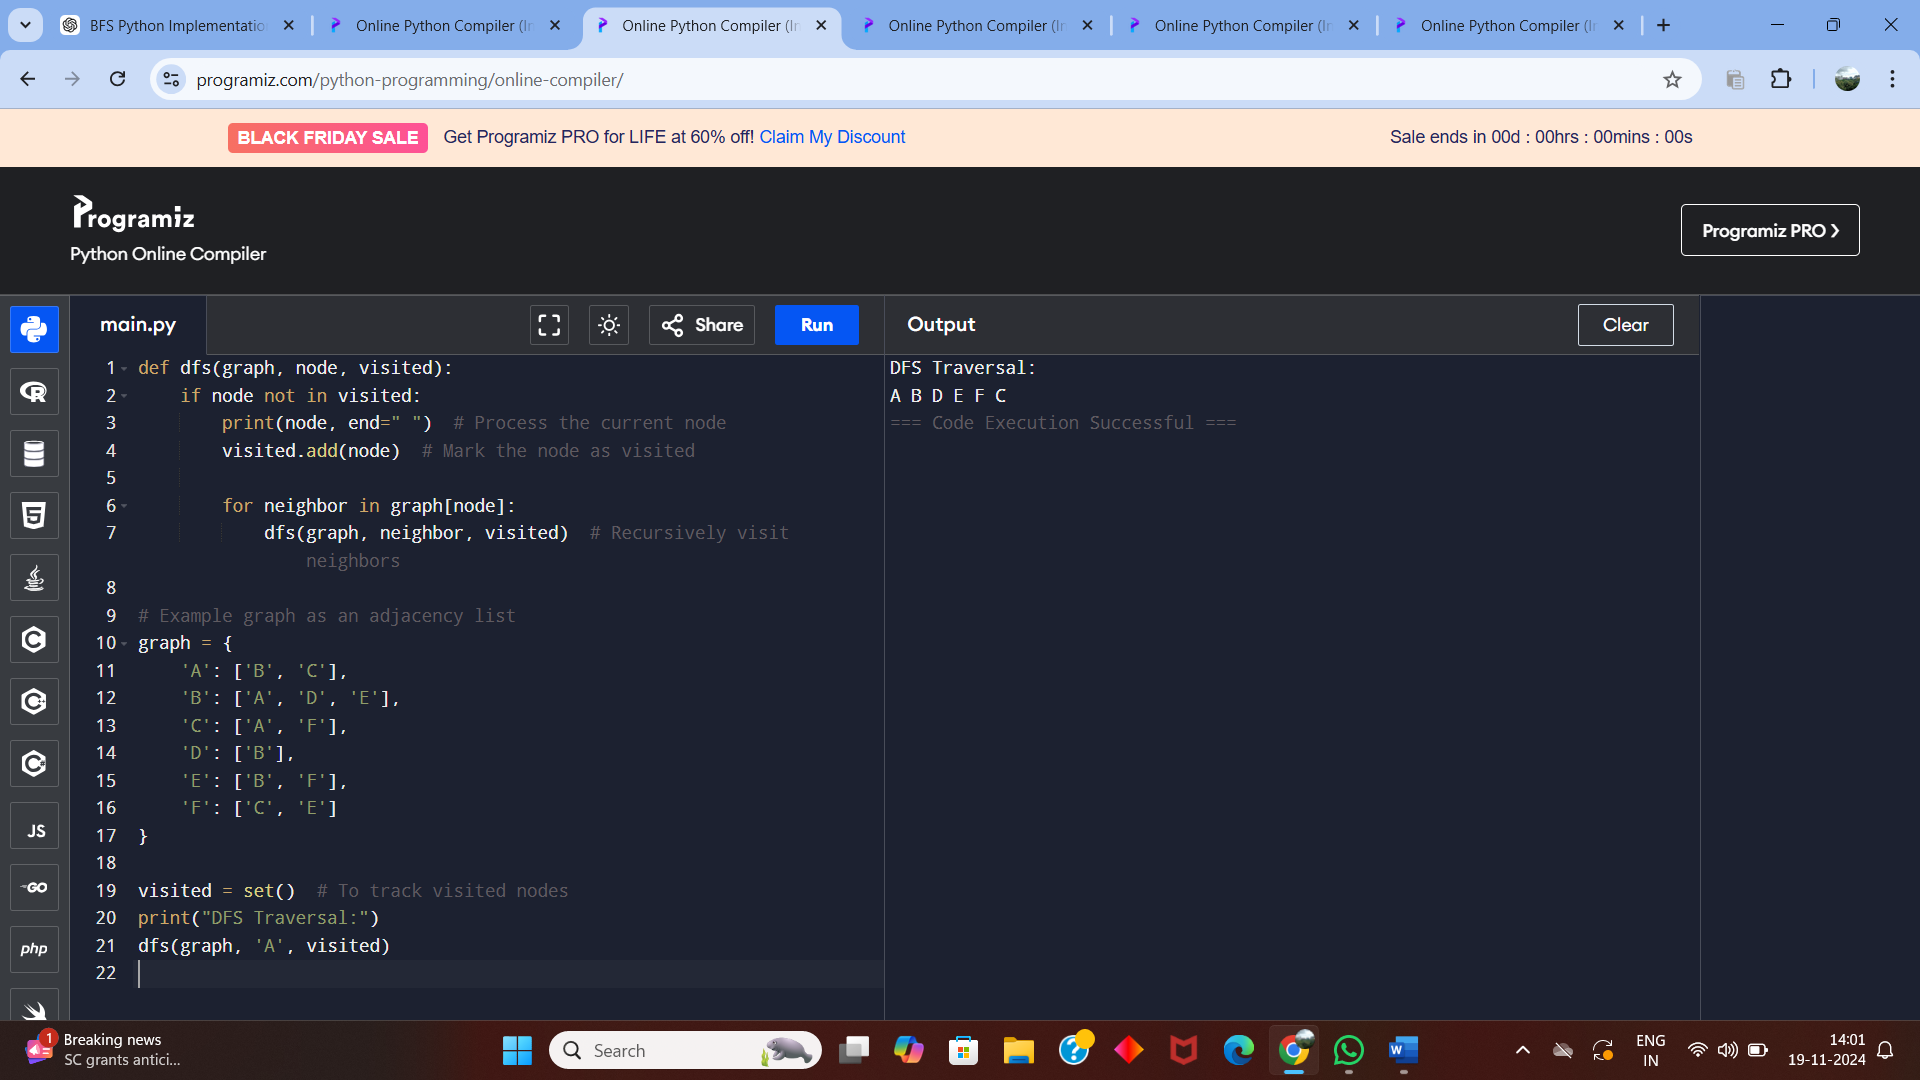 BFS Python Implementatio
Online Python Compiler (In
Online Python Compiler (In
Online Python Compiler (In
Online Python Compiler (In
Online Python Compiler (In
programiz.com/python-programming/online-compiler/
BLACK FRIDAY SALE Get Programiz PRO for LIFE at 60% off! Claim My Discount
Sale ends in 00d : 00hrs : 00mins : 00s
Programiz
Python Online Compiler
Programiz PRO ❯
main.py
Share
Run
Output
Clear
1 def dfs(graph, node, visited):
2     if node not in visited:
3         print(node, end=" ")  # Process the current node
4         visited.add(node)  # Mark the node as visited
5
6         for neighbor in graph[node]:
7             dfs(graph, neighbor, visited)  # Recursively visit
neighbors
8
9 # Example graph as an adjacency list
10 graph = {
11     'A': ['B', 'C'],
12     'B': ['A', 'D', 'E'],
13     'C': ['A', 'F'],
14     'D': ['B'],
15     'E': ['B', 'F'],
16     'F': ['C', 'E']
17 }
18
19 visited = set()  # To track visited nodes
20 print("DFS Traversal:")
21 dfs(graph, 'A', visited)
22
DFS Traversal:
A B D E F C
=== Code Execution Successful ===
R
5
C
C++
C#
JS
GO
php
1
Breaking news
SC grants antici...
Search
W
ENG
IN
14:01
19-11-2024